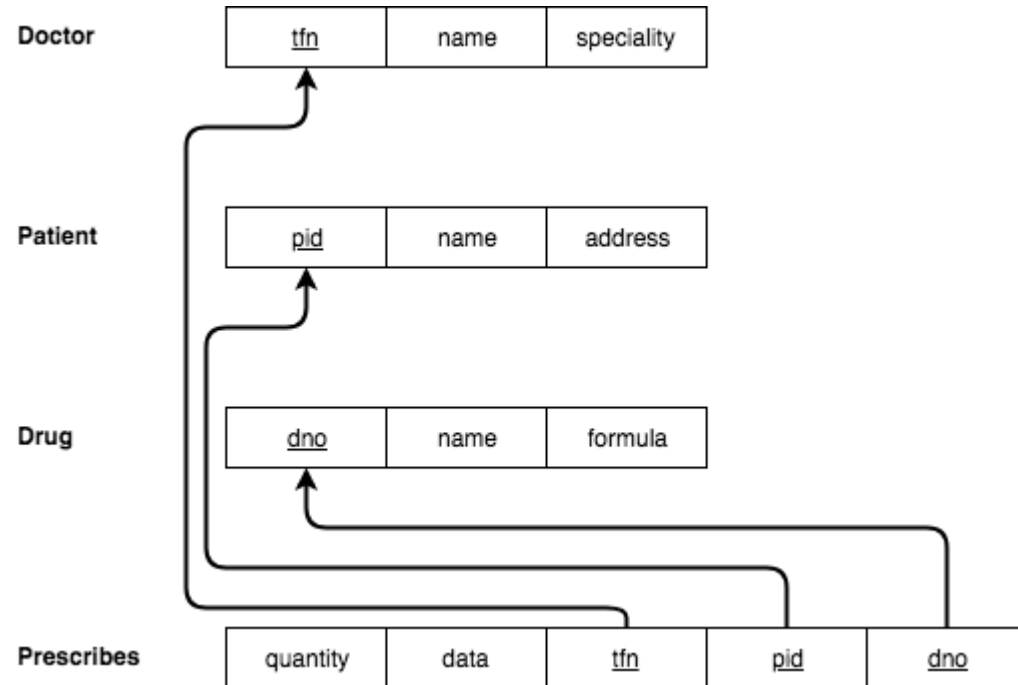 Doctor tfn name speciality
Patient pid name address
Drug dno name formula
Prescribes quantity data tfn pid dno